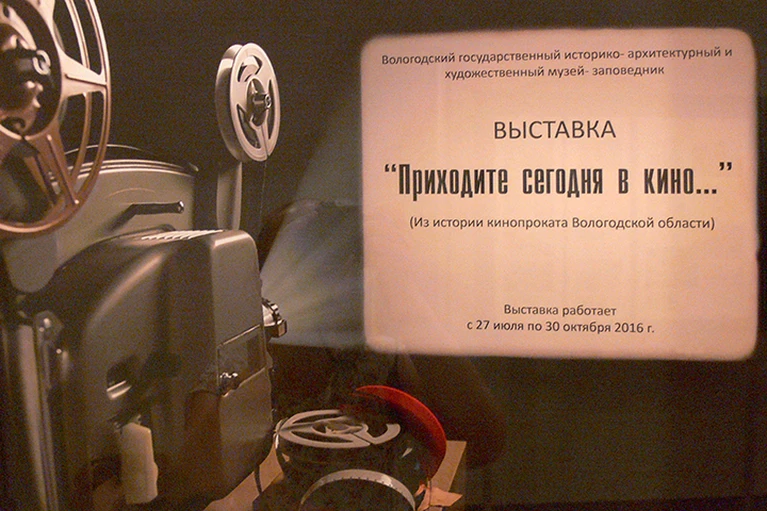 Вологодский государственный историко- архитектурный и
художественный музей- заповедник
ВЫСТАВКА
“Приходите сегодня в кино...”
(Из истории кинопроката Вологодской области)
Выставка работает
с 27 июля по 30 октября 2016 г.